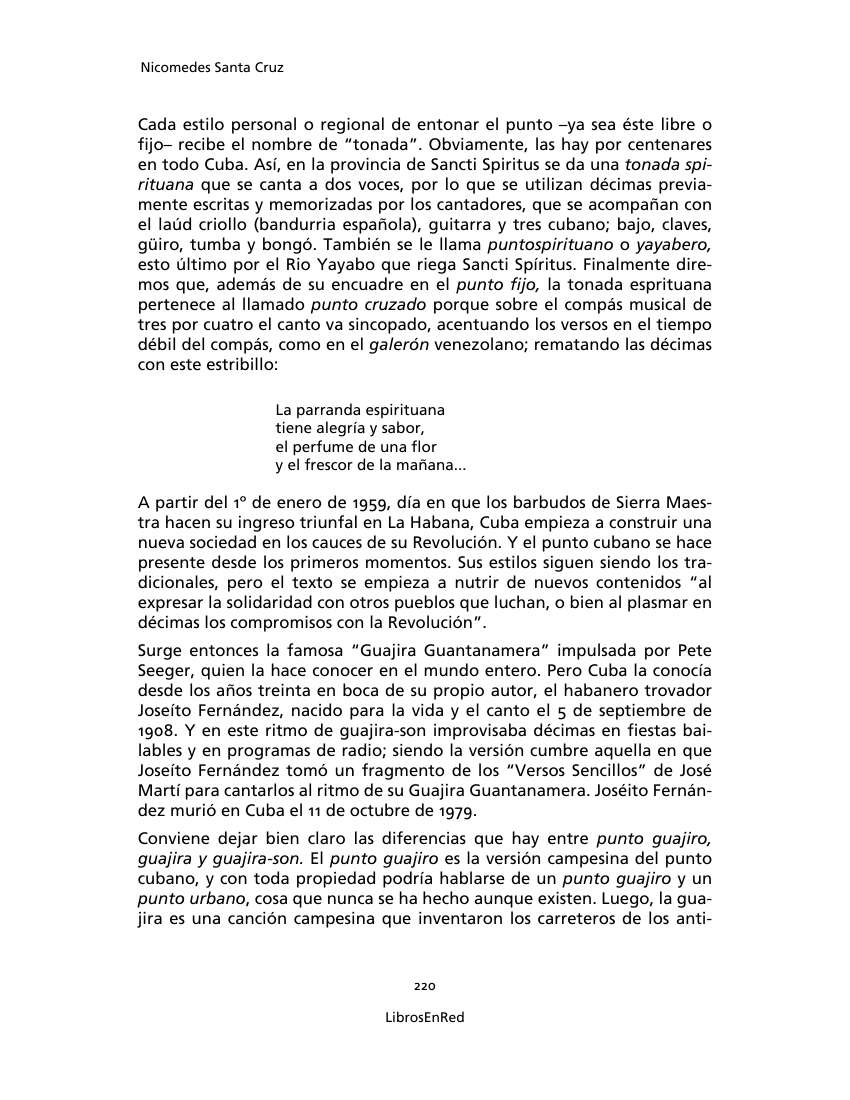 Nicomedes Santa Cruz
Cada estilo personal o regional de entonar el punto –ya sea éste libre o
fijo– recibe el nombre de “tonada”. Obviamente, las hay por centenares
en todo Cuba. Así, en la provincia de Sancti Spiritus se da una tonada spi-
rituana que se canta a dos voces, por lo que se utilizan décimas previa-
mente escritas y memorizadas por los cantadores, que se acompañan con
el laúd criollo (bandurria española), guitarra y tres cubano; bajo, claves,
güiro, tumba y bongó. También se le llama puntospirituano o yayabero,
esto último por el Rio Yayabo que riega Sancti Spíritus. Finalmente dire-
mos que, además de su encuadre en el punto fijo, la tonada esprituana
pertenece al llamado punto cruzado porque sobre el compás musical de
tres por cuatro el canto va sincopado, acentuando los versos en el tiempo
débil del compás, como en el galerón venezolano; rematando las décimas
con este estribillo:
La parranda espirituana
tiene alegría y sabor,
el perfume de una flor
y el frescor de la mañana...
A partir del 1º de enero de 1959, día en que los barbudos de Sierra Maes-
tra hacen su ingreso triunfal en La Habana, Cuba empieza a construir una
nueva sociedad en los cauces de su Revolución. Y el punto cubano se hace
presente desde los primeros momentos. Sus estilos siguen siendo los tra-
dicionales, pero el texto se empieza a nutrir de nuevos contenidos “al
expresar la solidaridad con otros pueblos que luchan, o bien al plasmar en
décimas los compromisos con la Revolución”.
Surge entonces la famosa “Guajira Guantanamera” impulsada por Pete
Seeger, quien la hace conocer en el mundo entero. Pero Cuba la conocía
desde los años treinta en boca de su propio autor, el habanero trovador
Joseíto Fernández, nacido para la vida y el canto el 5 de septiembre de
1908. Y en este ritmo de guajira-son improvisaba décimas en fiestas bai-
lables y en programas de radio; siendo la versión cumbre aquella en que
Joseíto Fernández tomó un fragmento de los “Versos Sencillos” de José
Martí para cantarlos al ritmo de su Guajira Guantanamera. Joséito Fernán-
dez murió en Cuba el 11 de octubre de 1979.
Conviene dejar bien claro las diferencias que hay entre punto guajiro,
guajira y guajira-son. El punto guajiro es la versión campesina del punto
cubano, y con toda propiedad podría hablarse de un punto guajiro y un
punto urbano, cosa que nunca se ha hecho aunque existen. Luego, la gua-
jira es una canción campesina que inventaron los carreteros de los anti-
220
LibrosEnRed